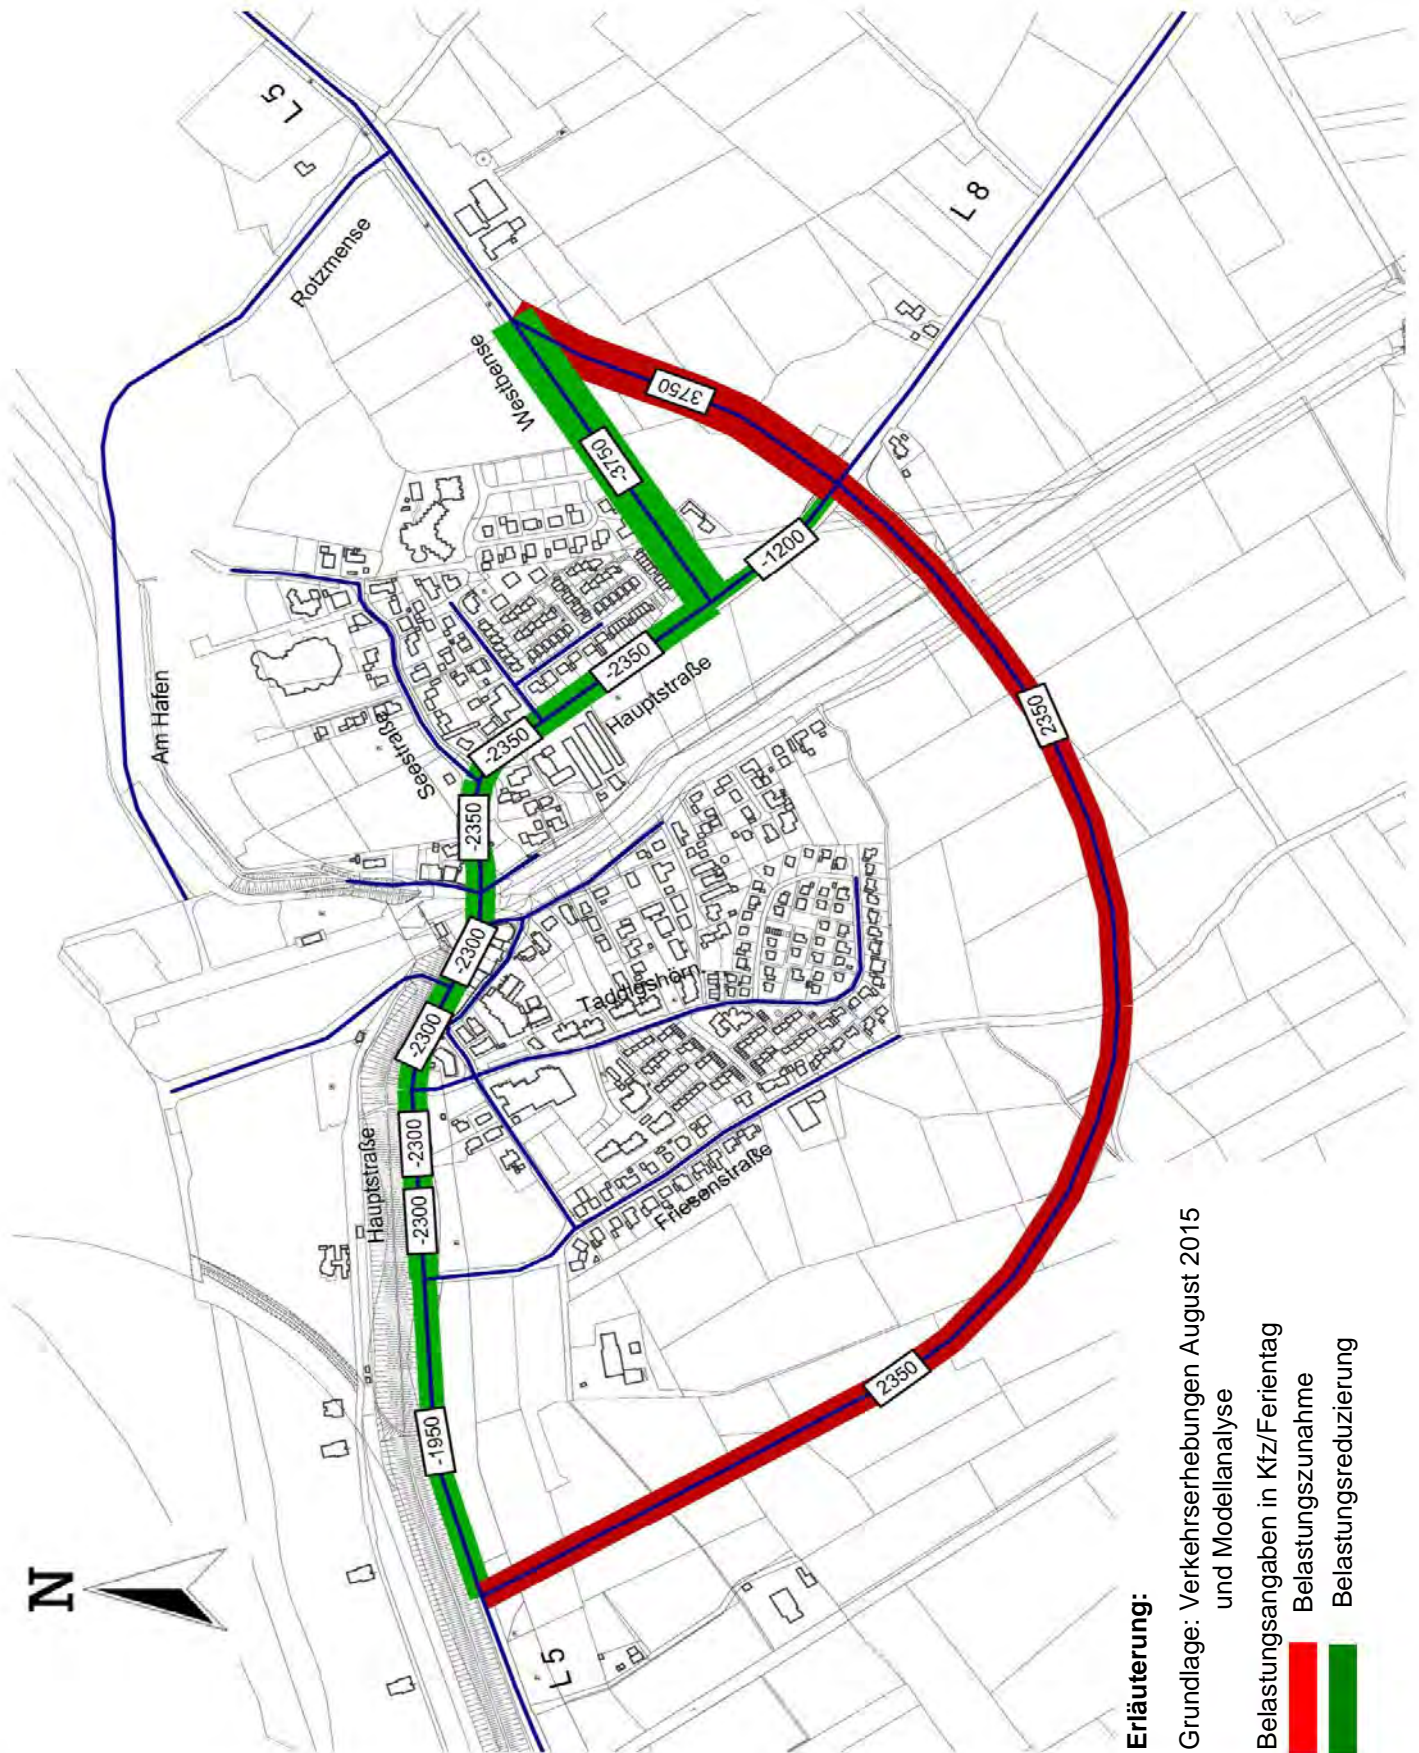 N
L 5
Rotzmense
L 8
Westbense
3750
-3750
-1200
Am Hafen
Seestraße
-2350
Hauptstraße
-2350
-2350
2350
-2300
-2300
Taddigshörn
Hauptstraße
-2300
-2300
Friesenstraße
-1950
2350
L 5
Erläuterung:
Grundlage: Verkehrserhebungen August 2015
und Modellanalyse
Belastungsangaben in Kfz/Ferientag
Belastungszunahme
Belastungsreduzierung